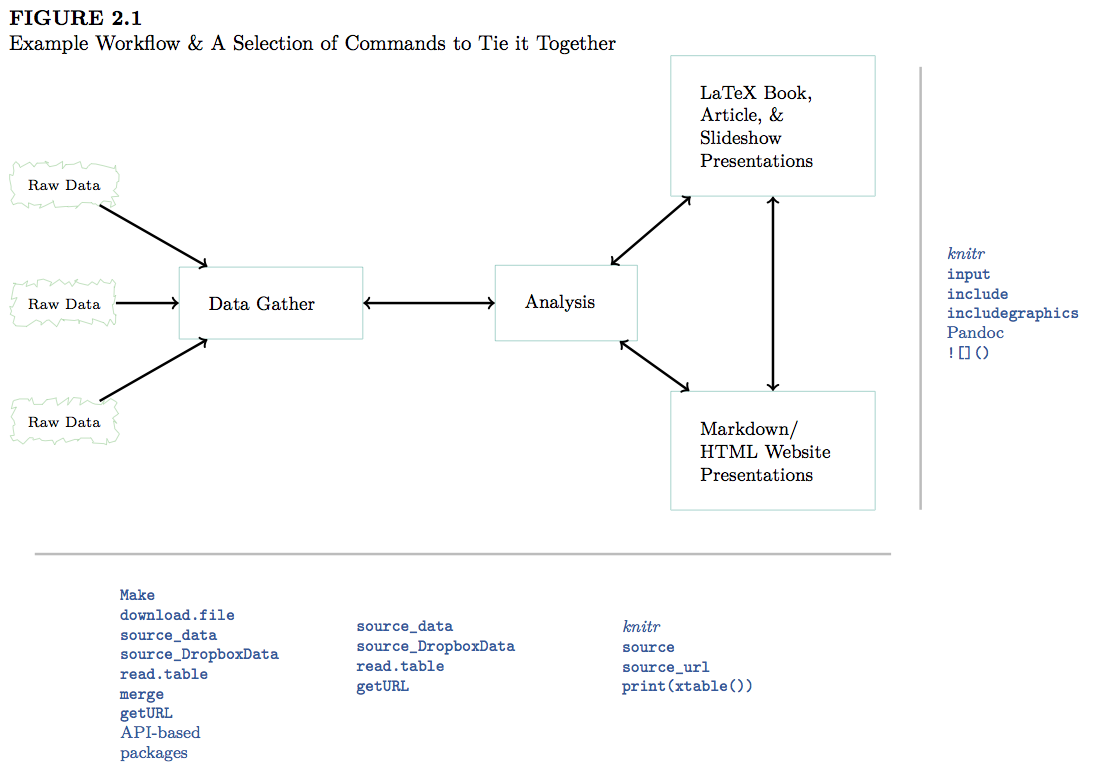 FIGURE 2.1
Example Workflow & A Selection of Commands to Tie it Together
LaTeX Book,
Article, &
Slideshow
Presentations
Raw Data
Raw Data
Raw Data
Data Gather
Analysis
Markdown/
HTML Website
Presentations
knitr
input
include
includegraphics
Pandoc
![]()
Make
download.file
source_data
source_DropboxData
read.table
merge
getURL
API-based
packages
source_data
source_DropboxData
read.table
getURL
knitr
source
source_url
print(xtable())